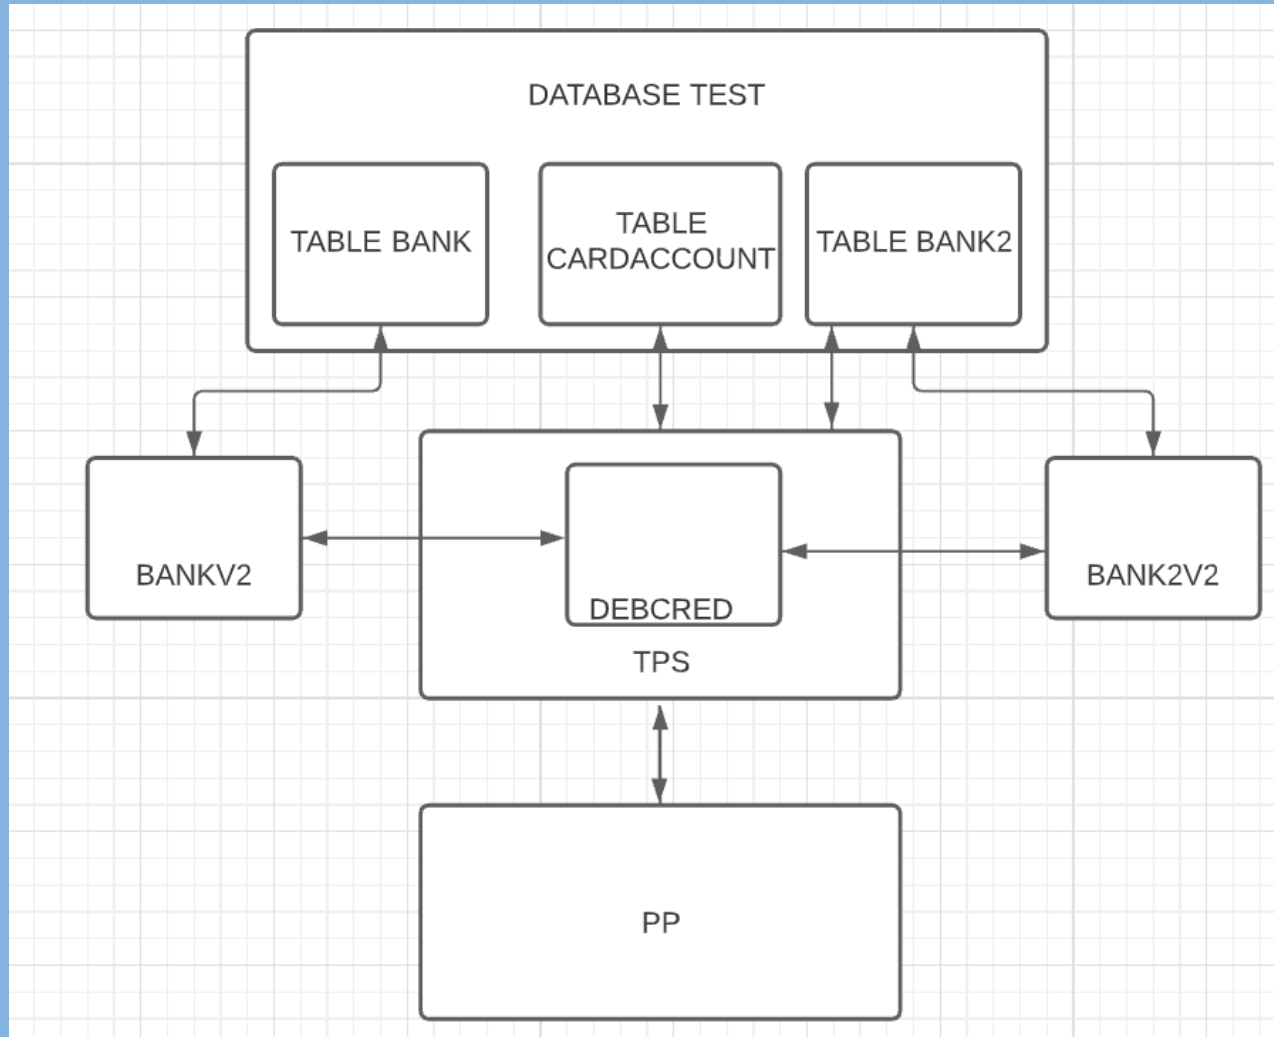 DATABASE TEST
TABLE BANK
TABLE
CARDACCOUNT
TABLE BANK2
BANKV2
DEBCRED
TPS
BANK2V2
PP